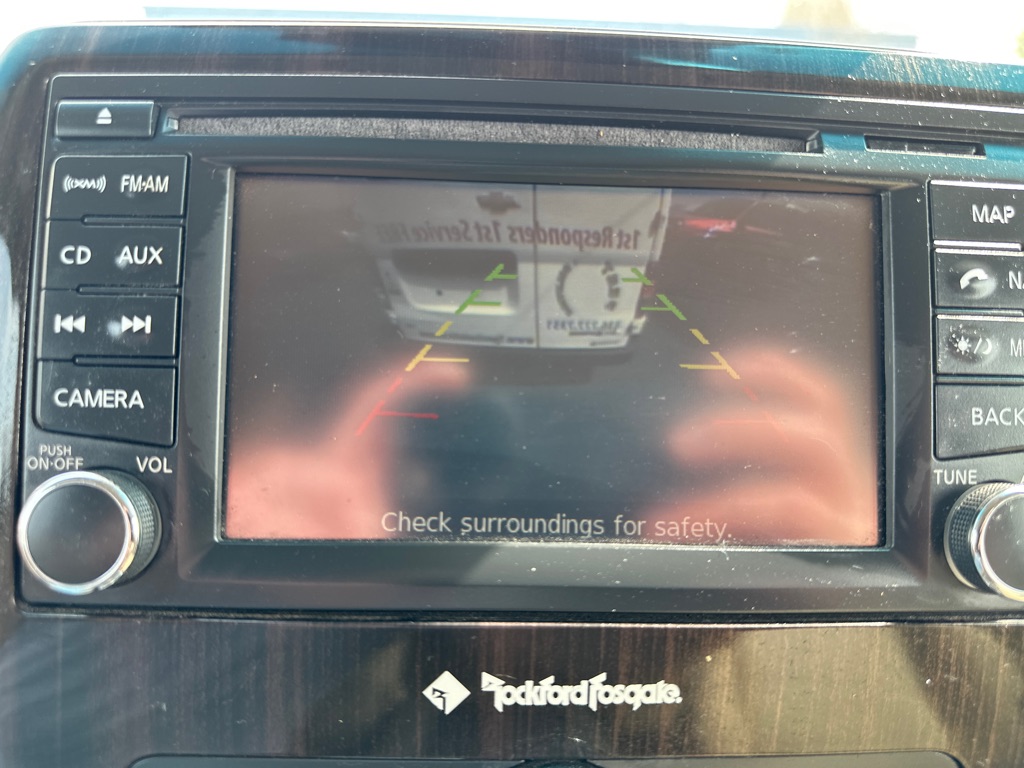 ((XM)) FM·AM
MAP
CD AUX
CAMERA
BACK
PUSH
ON·OFF
VOL
TUNE
1st Responders 1st Service
Check surroundings for safety.
Rockford Fosgate.